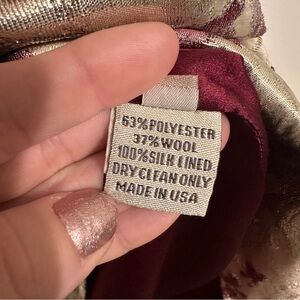 63% POLYESTER
37% WOOL
100% SILK LINED
DRY CLEAN ONLY
MADE IN USA